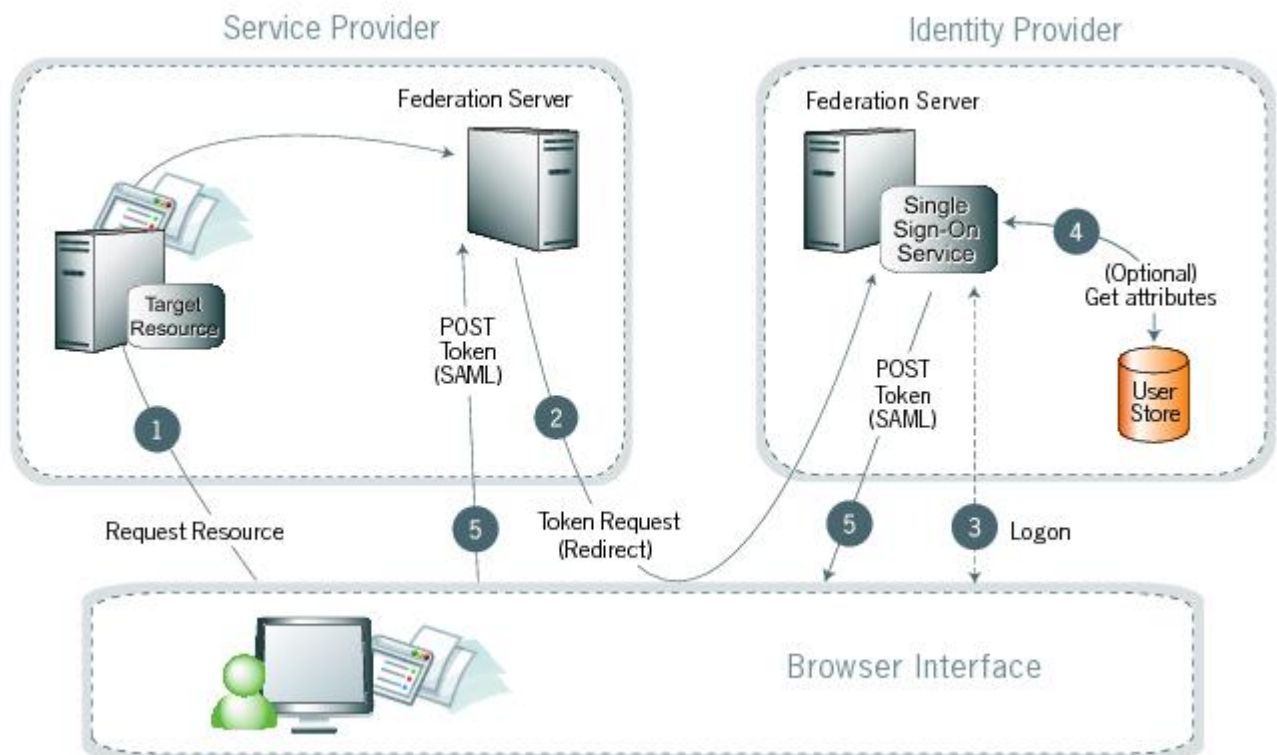 Service Provider
Identity Provider
Federation Server
Federation Server
Target
Resource
Single
Sign-On
Service
4
(Optional)
Get attributes
User
Store
POST
Token
(SAML)
POST
Token
(SAML)
1
2
Request Resource
5
Token Request
(Redirect)
5
3
Logon
Browser Interface